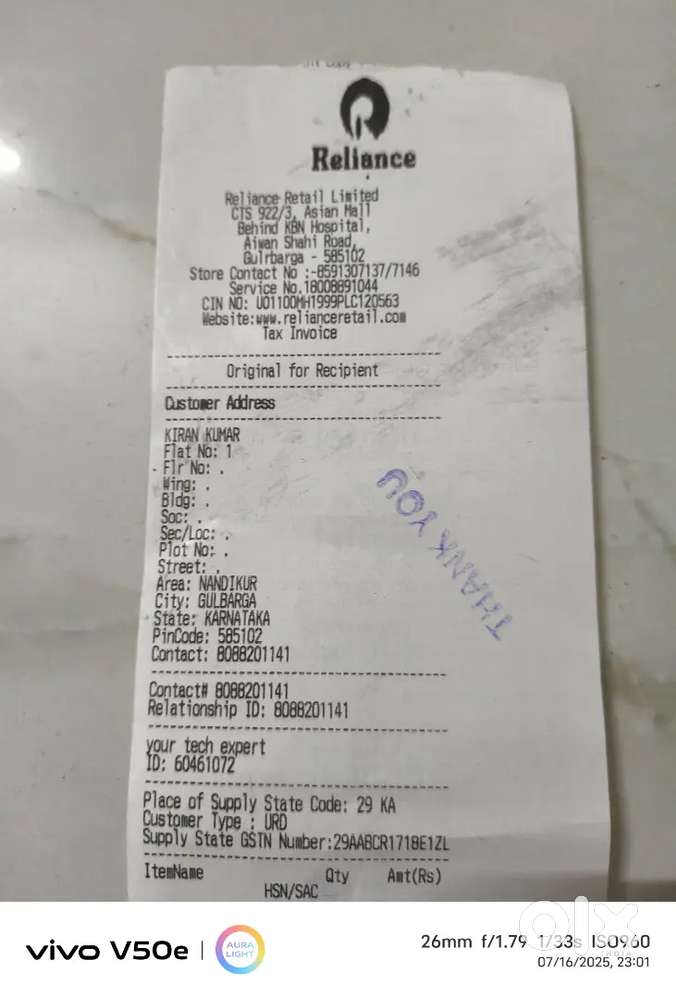 Reliance
Reliance Retail Limited
CTS 922/3, Asian Mall
Behind KBN Hospital,
Aiwan Shahi Road,
Gulrbarga - 585102
Store Contact No :-8591307137/7146
Service No.18008891044
CIN NO: U01100MH1999PLC120563
Website:www.relianceretail.com
Tax Invoice
Original for Recipient
Customer Address
KIRAN KUMAR
Flat No: 1
Flr No: .
Wing: .
Bldg: .
Soc: .
Sec/Loc: .
Plot No: .
Street: .
Area: NANDIKUR
City: GULBARGA
State: KARNATAKA
PinCode: 585102
Contact: 8088201141
THANK YOU
Contact# 8088201141
Relationship ID: 8088201141
your tech expert
ID: 60461072
Place of Supply State Code: 29 KA
Customer Type : URD
Supply State GSTN Number:29AABCR1718E1ZL
ItemName Qty Amt(Rs)
HSN/SAC
vivo V50e | AURA LIGHT
26mm f/1.79 1/33s ISO960
07/16/2025, 23:01
olx
INDIA